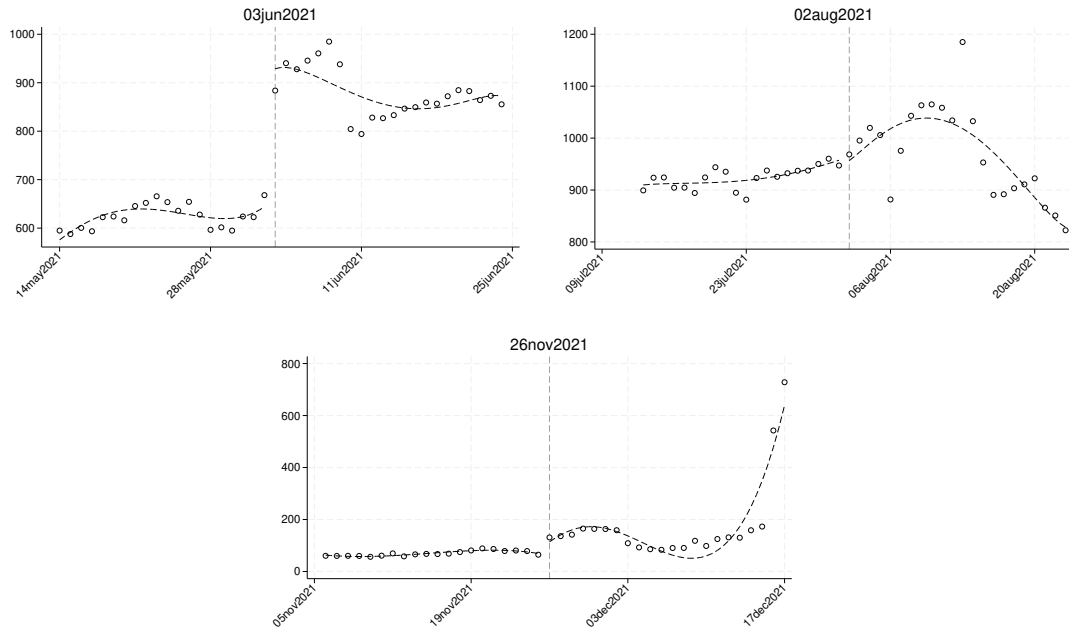 03jun2021
1000
900
800
700
600
14may2021
28may2021
11jun2021
25jun2021
02aug2021
1200
1100
1000
900
800
09jul2021
23jul2021
06aug2021
20aug2021
26nov2021
800
600
400
200
0
05nov2021
19nov2021
03dec2021
17dec2021